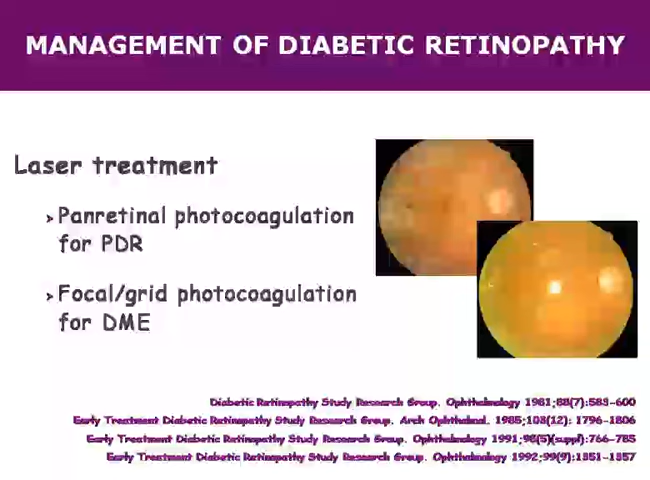 MANAGEMENT OF DIABETIC RETINOPATHY
Laser treatment
> Panretinal photocoagulation
for PDR
> Focal/grid photocoagulation
for DME
Diabetic Retinopathy Study Research Group. Ophthalmology 1981;88(7):583-600
Early Treatment Diabetic Retinopathy Study Research Group. Arch Ophthalmol. 1985;103(12): 1796-1806
Early Treatment Diabetic Retinopathy Study Research Group. Ophthalmology 1991;98(5)(suppl):766-785
Early Treatment Diabetic Retinopathy Study Research Group. Ophthalmology 1992;99(9):1351-1357